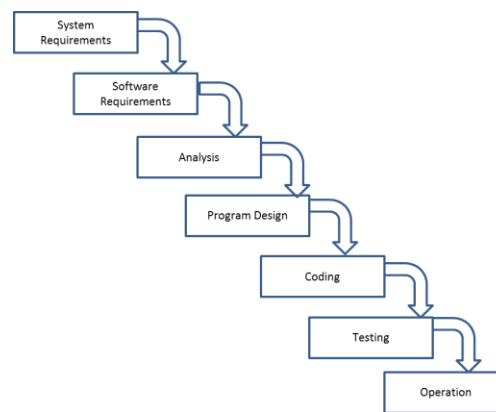 System
Requirements
Software
Requirements
Analysis
Program Design
Coding
Testing
Operation